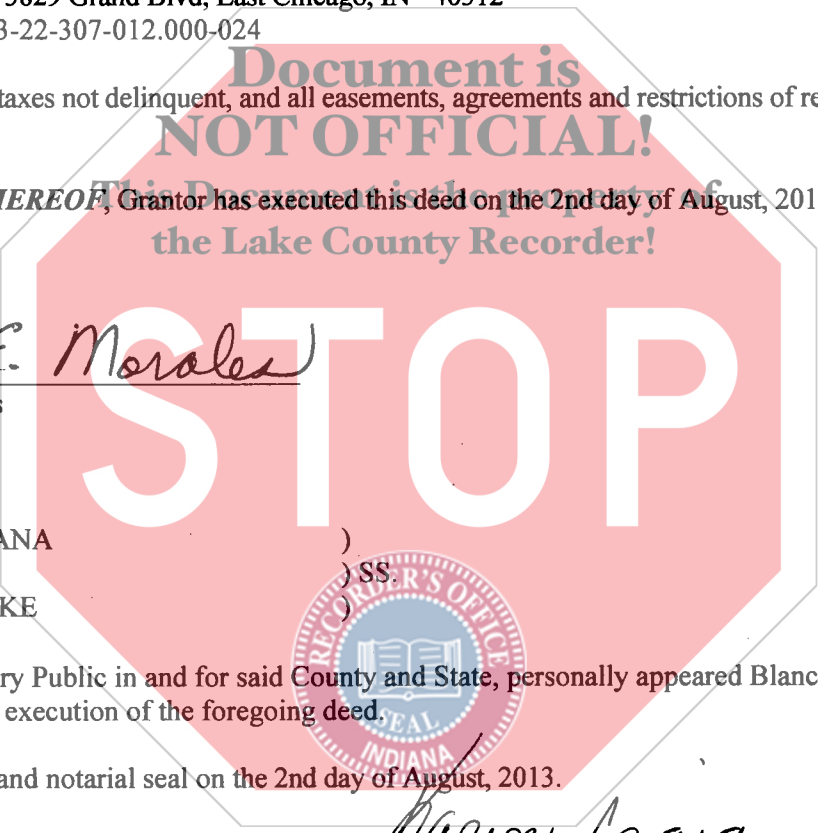 Grand Blvd, East Chicago, IN
3-22-307-012.000-024
Document is
taxes not delinquent, and all easements, agreements and restrictions of re
NOT OFFICIAL!
This Document is the property of
HEREOF, Grantor has executed this deed on the 2nd day of August, 201
the Lake County Recorder!
F. Morales
s
STOP
ANA )
) SS.
KE )
RECORDER'S OFFICE
SEAL
INDIANA
ry Public in and for said County and State, personally appeared Blanc
execution of the foregoing deed.
and notarial seal on the 2nd day of August, 2013.